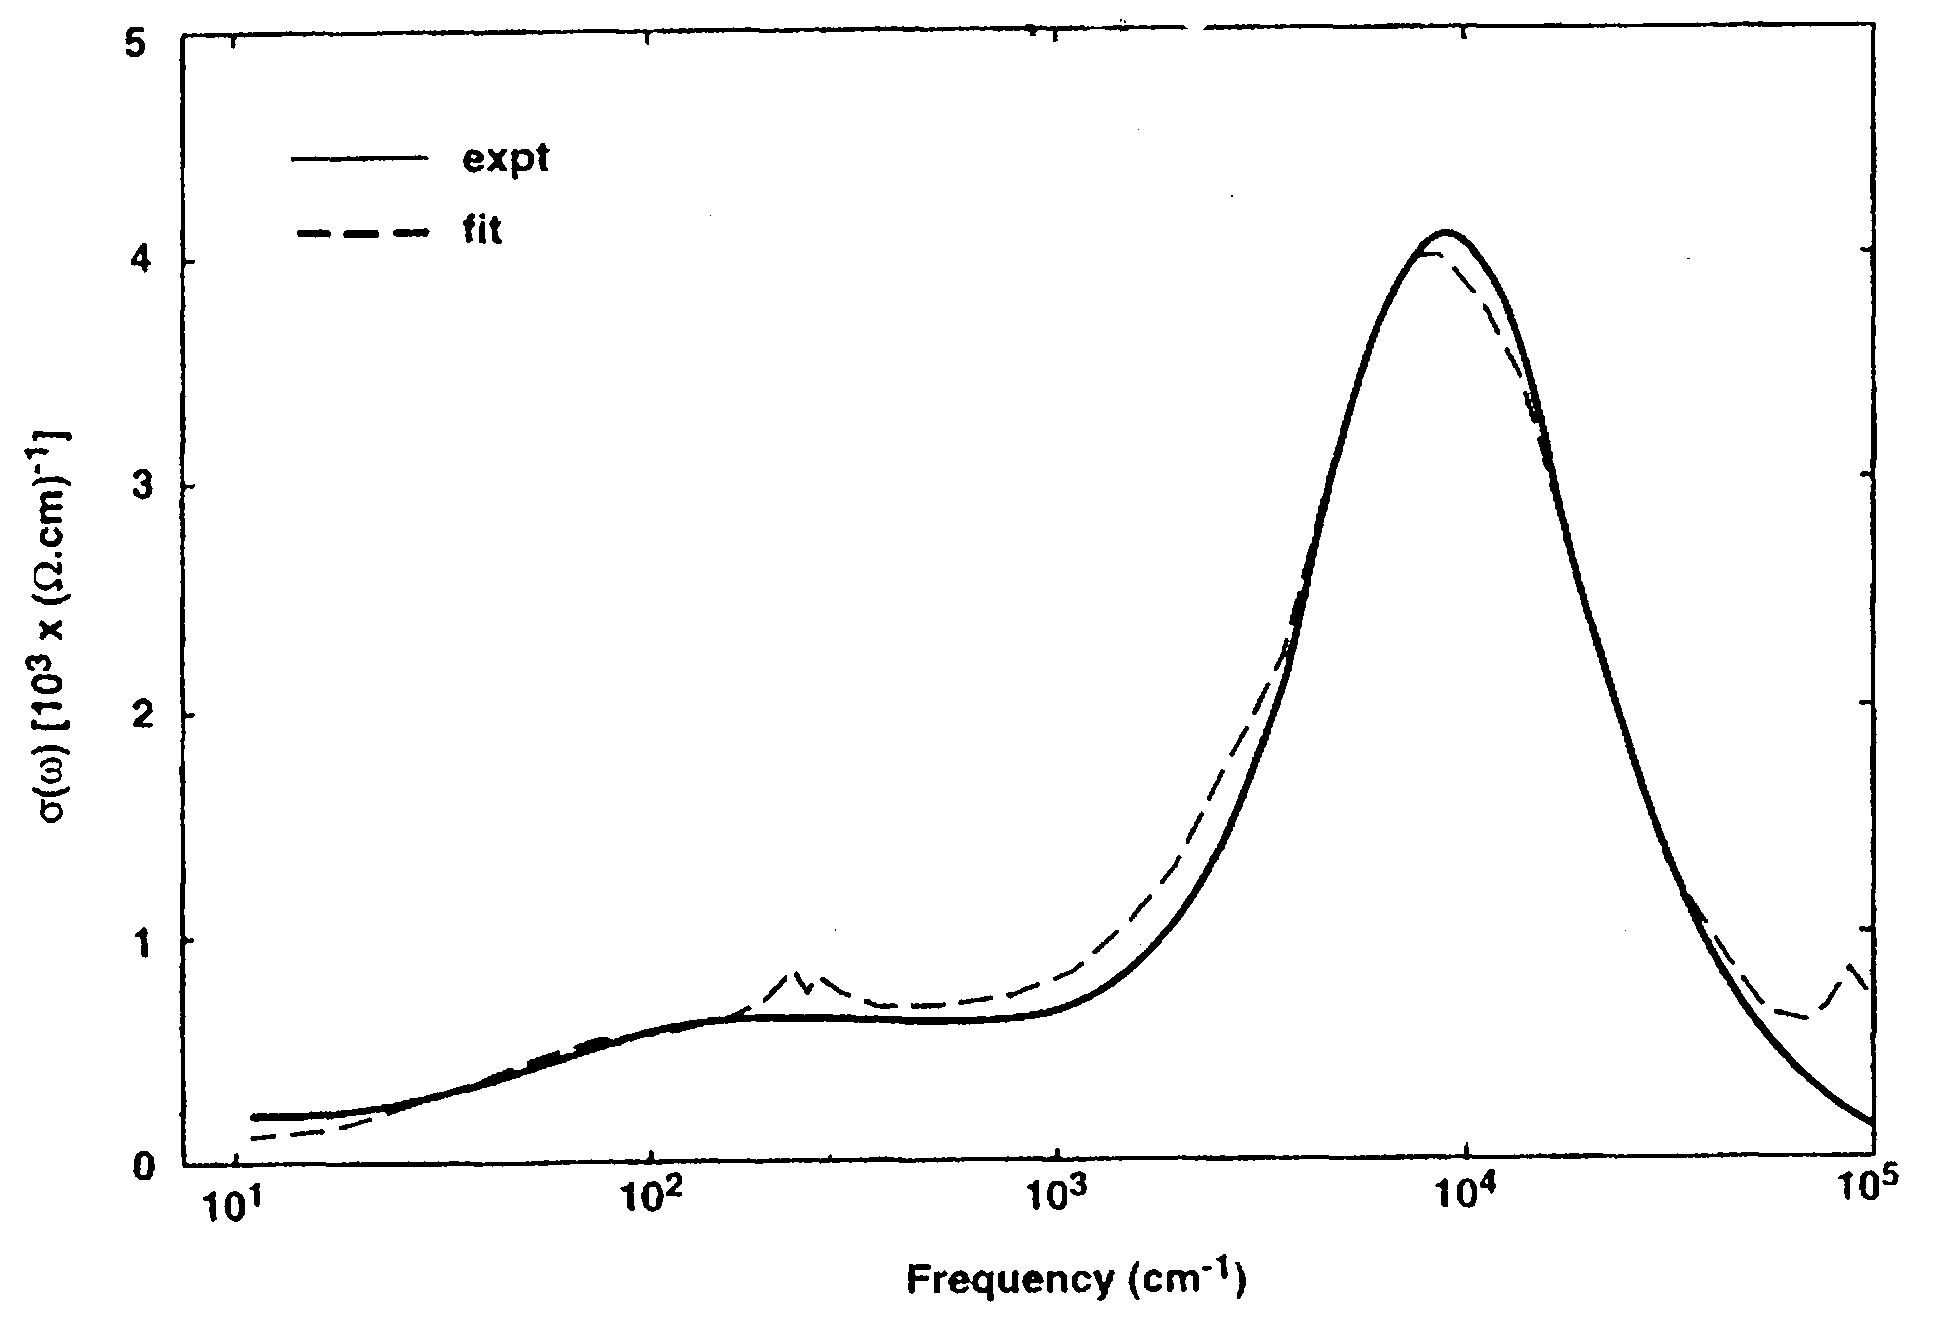 5
expt
fit
4
3
2
1
0
σ(ω) [10³ x (Ω.cm)⁻¹]
10¹ 10² 10³ 10⁴ 10⁵
Frequency (cm⁻¹)